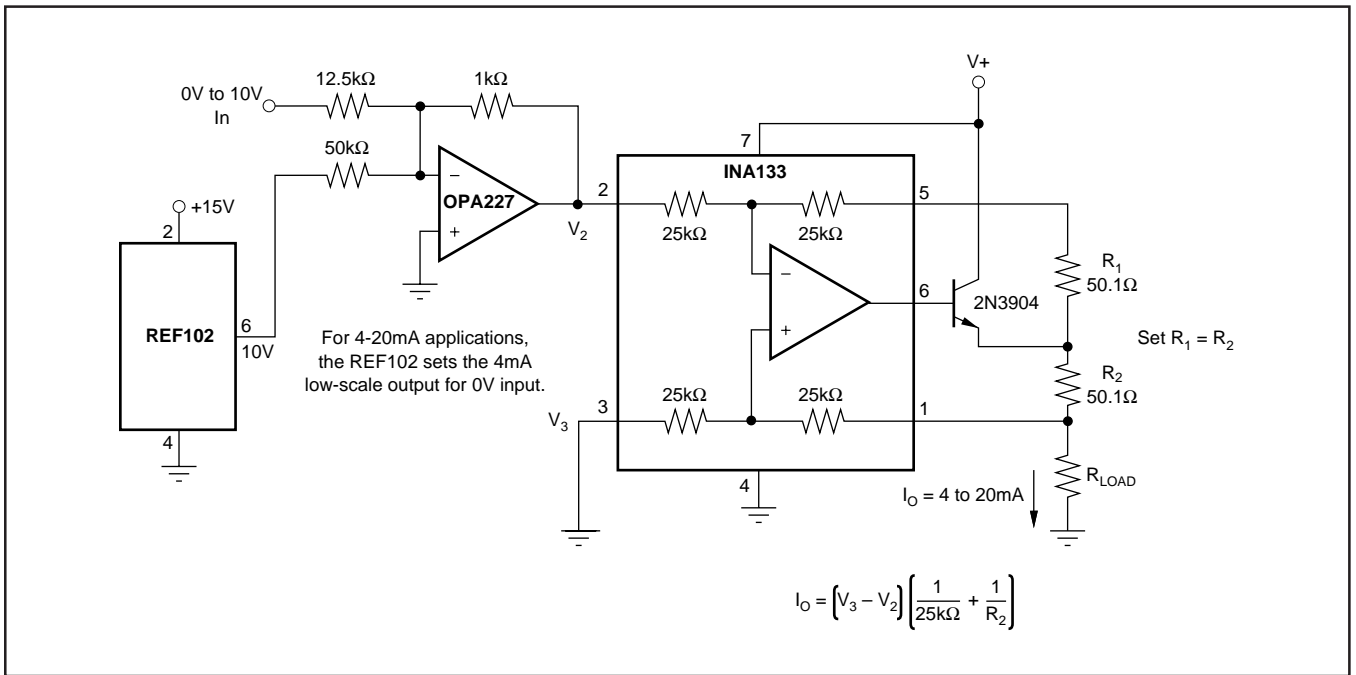 V+
12.5kΩ
1kΩ
0V to 10V
In
7
50kΩ
INA133
–
OPA227
+
2
5
V2
25kΩ
25kΩ
+15V
2
R1
50.1Ω
–
6
2N3904
+
REF102
6
10V
For 4-20mA applications,
the REF102 sets the 4mA
low-scale output for 0V input.
Set R1 = R2
R2
50.1Ω
25kΩ
25kΩ
V3
3
1
4
4
RLOAD
IO = 4 to 20mA
IO = (V3 – V2) (1/25kΩ + 1/R2)